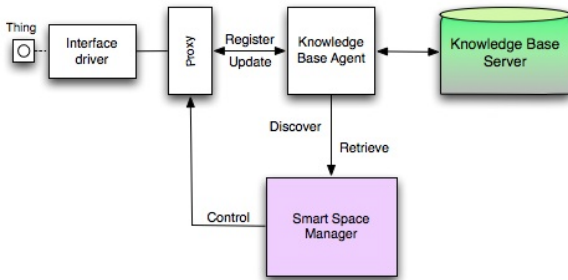 Thing
Interface
driver
Proxy
Register
Update
Knowledge
Base Agent
Knowledge Base
Server
Discover
Retrieve
Control
Smart Space
Manager